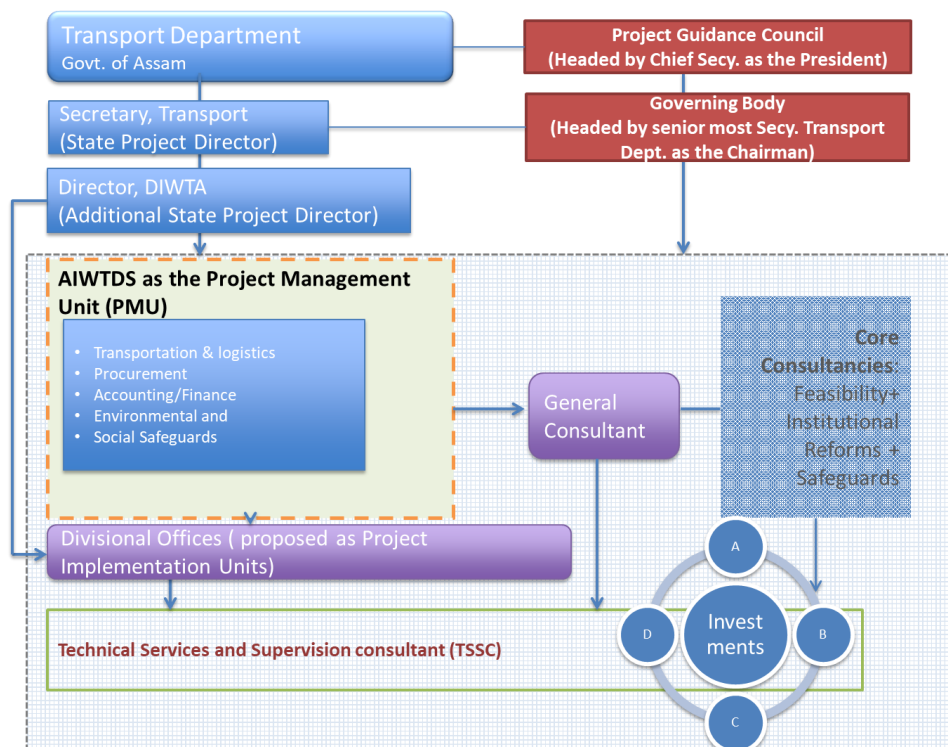 Transport Department
Govt. of Assam
Project Guidance Council
(Headed by Chief Secy. as the President)
Secretary, Transport
(State Project Director)
Governing Body
(Headed by senior most Secy. Transport
Dept. as the Chairman)
Director, DIWTA
(Additional State Project Director)
AIWTDS as the Project Management
Unit (PMU)
• Transportation & logistics
• Procurement
• Accounting/Finance
• Environmental and
• Social Safeguards
General
Consultant
Core
Consultancies:
Feasibility+
Institutional
Reforms +
Safeguards
Divisional Offices ( proposed as Project
Implementation Units)
Technical Services and Supervision consultant (TSSC)
A
B
C
D
Invest
ments